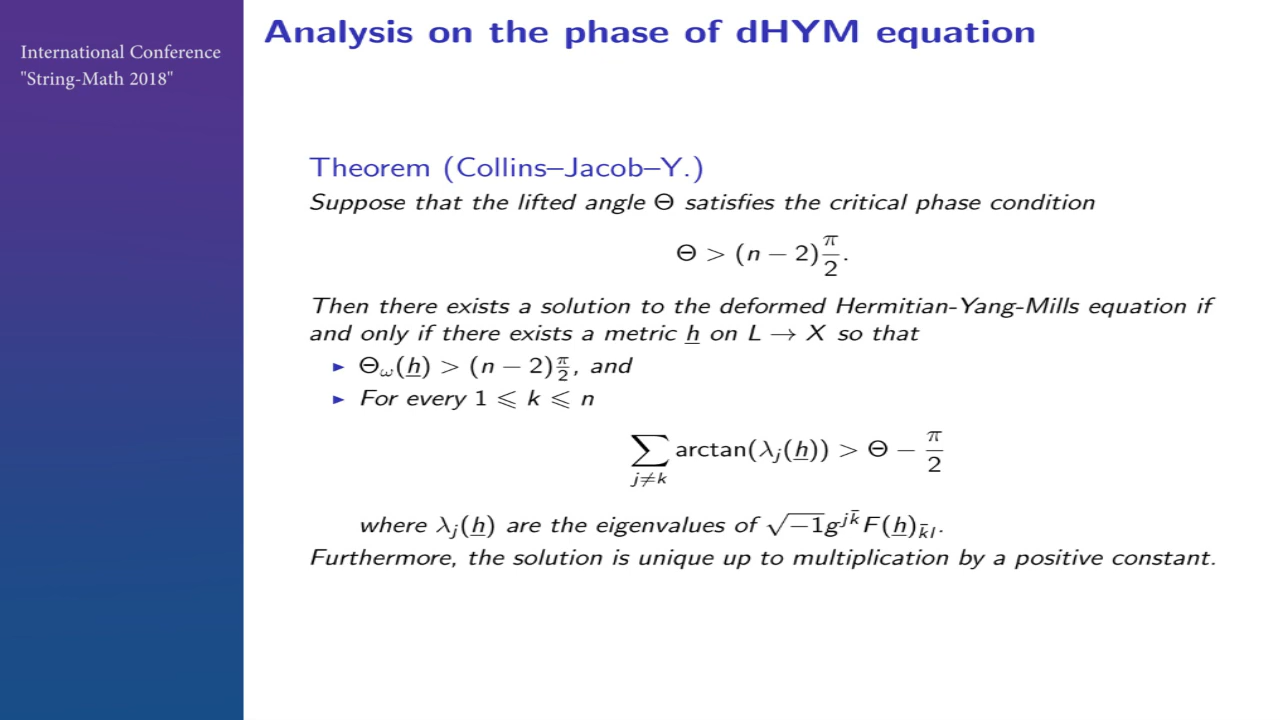 International Conference
"String-Math 2018"
Analysis on the phase of dHYM equation
Theorem (Collins–Jacob–Y.)
Suppose that the lifted angle Θ satisfies the critical phase condition
Θ > (n − 2)π/2.
Then there exists a solution to the deformed Hermitian-Yang-Mills equation if
and only if there exists a metric h̲ on L → X so that
► Θ_ω(h̲) > (n − 2)π/2, and
► For every 1 ⩽ k ⩽ n
∑_{j≠k} arctan(λ_j(h̲)) > Θ − π/2
where λ_j(h̲) are the eigenvalues of √−1g^{jk̄}F(h̲)_{k̄l}.
Furthermore, the solution is unique up to multiplication by a positive constant.